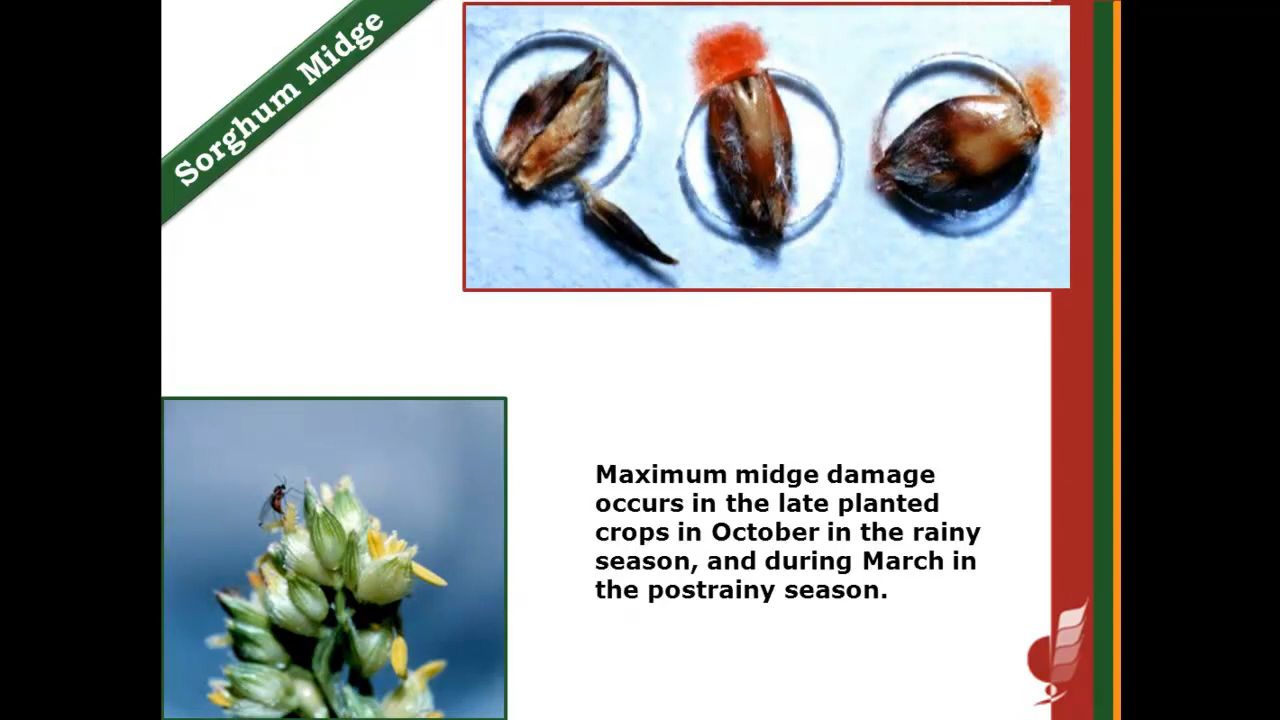 Sorghum Midge
Maximum midge damage
occurs in the late planted
crops in October in the rainy
season, and during March in
the postrainy season.